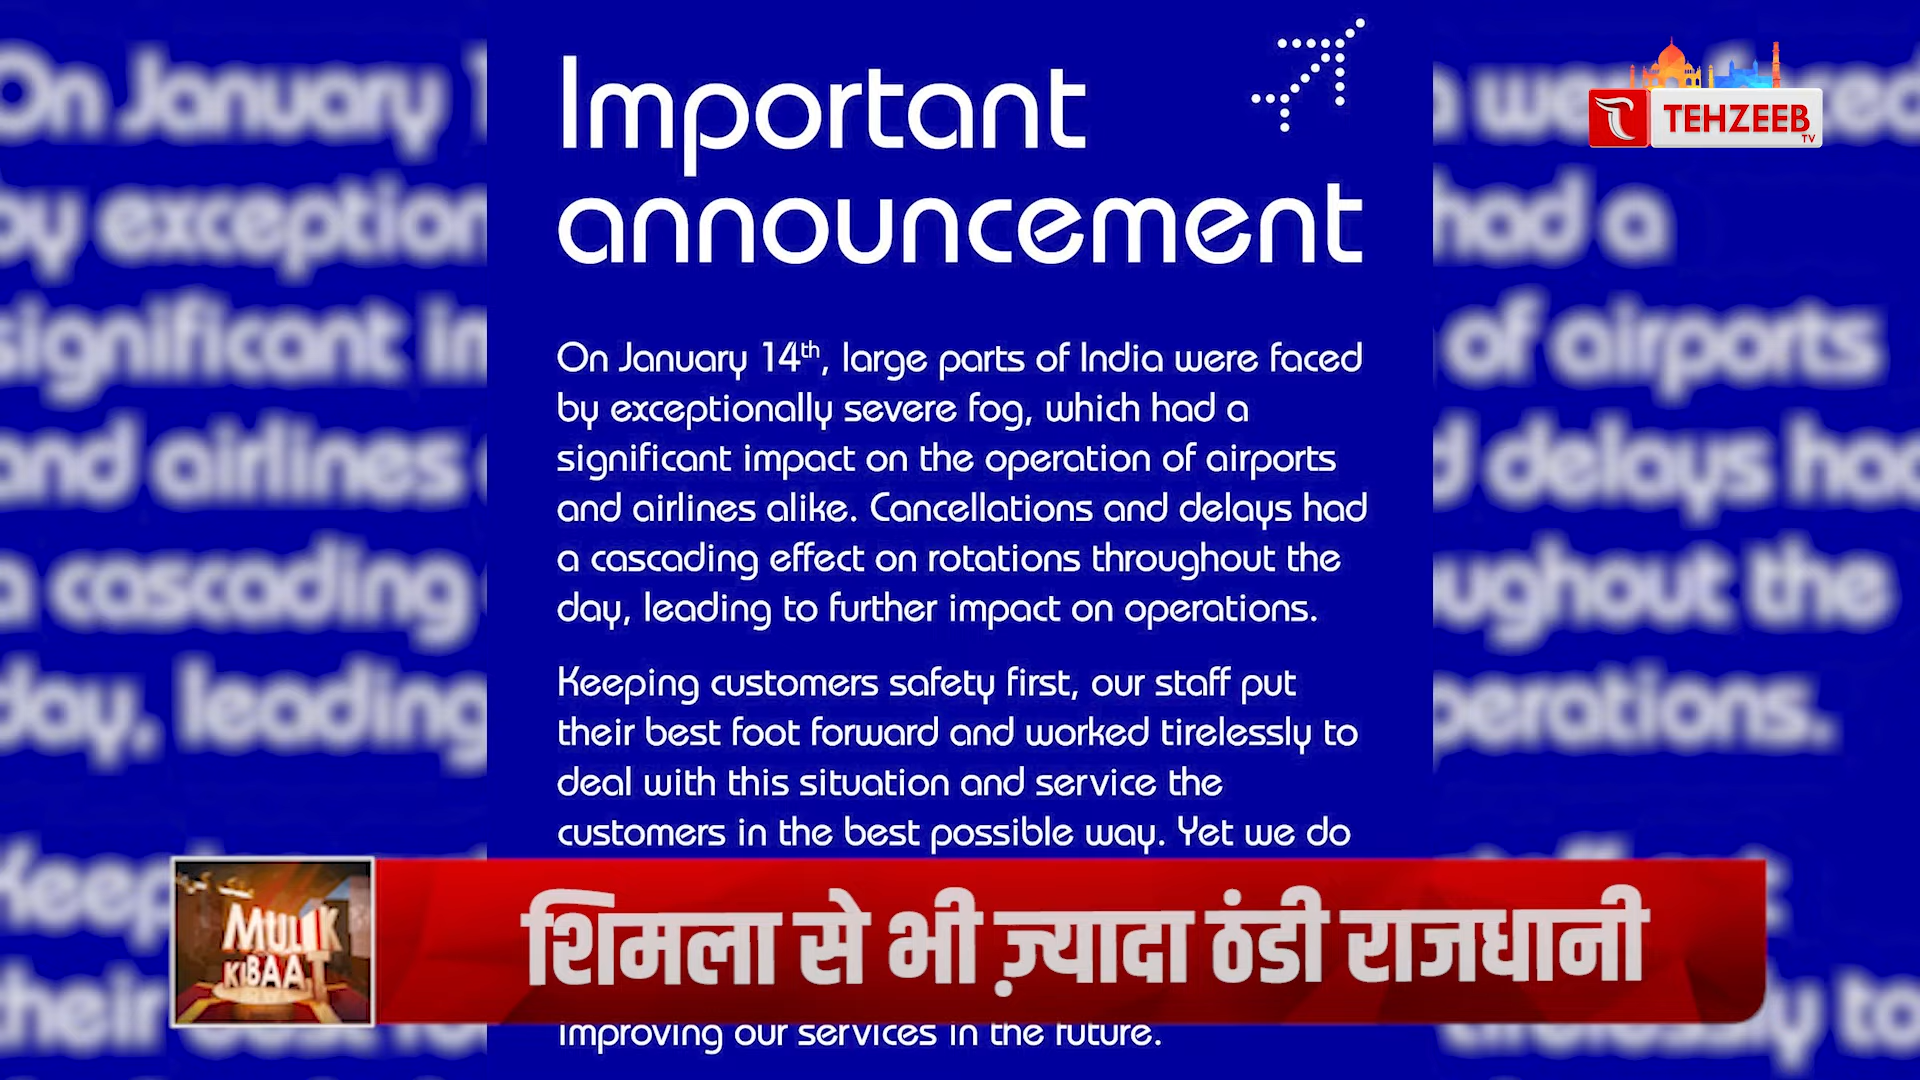 Important
announcement
TEHZEEB
TV
On January 14th, large parts of India were faced
by exceptionally severe fog, which had a
significant impact on the operation of airports
and airlines alike. Cancellations and delays had
a cascading effect on rotations throughout the
day, leading to further impact on operations.
Keeping customers safety first, our staff put
their best foot forward and worked tirelessly to
deal with this situation and service the
customers in the best possible way. Yet we do
MULK
KI BAAT
शिमला से भी ज़्यादा ठंडी राजधानी
improving our services in the future.